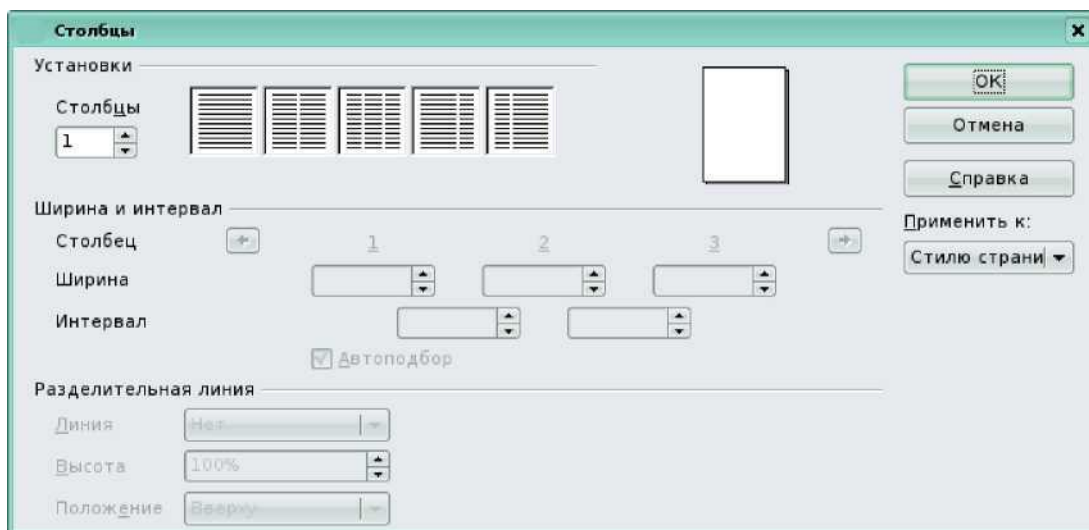 Столбцы
Установки
Столбцы
1
OK
Отмена
Справка
Применить к:
Стилю страни
Ширина и интервал
Столбец 1 2 3
Ширина
Интервал
Автоподбор
Разделительная линия
Линия Нет
Высота 100%
Положение Вверху